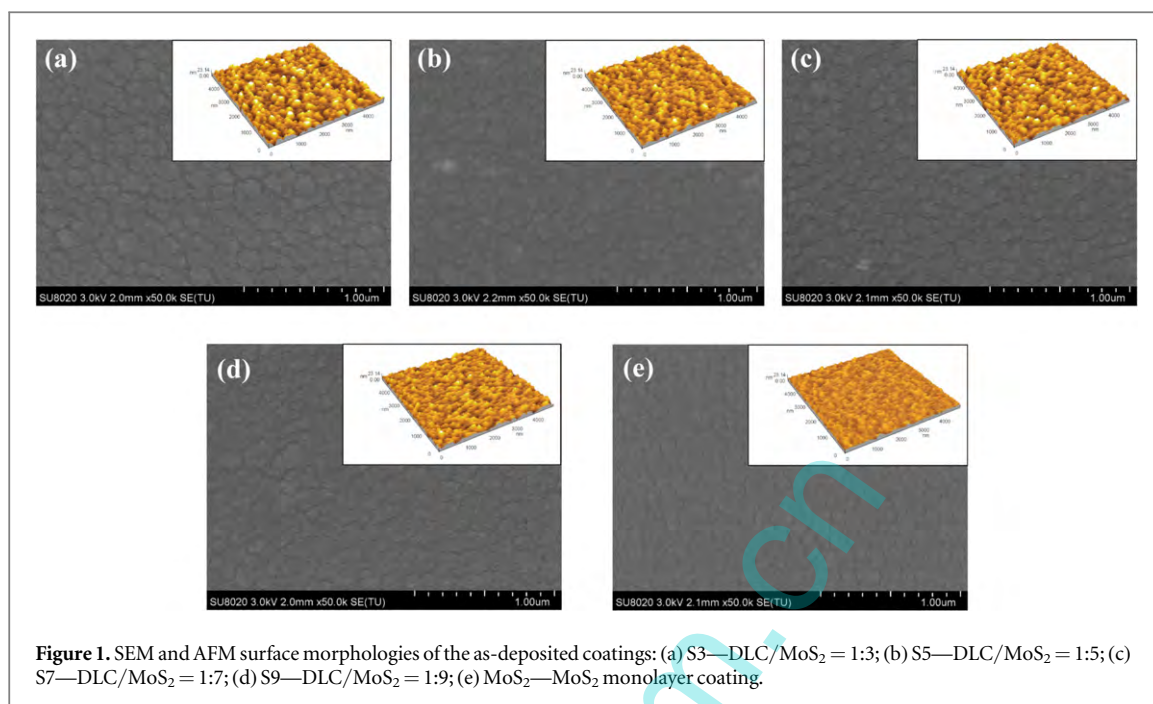 (a)
SU8020 3.0kV 2.0mm x50.0k SE(TU) 1.00um
(b)
SU8020 3.0kV 2.2mm x50.0k SE(TU) 1.00um
(c)
SU8020 3.0kV 2.1mm x50.0k SE(TU) 1.00um
(d)
SU8020 3.0kV 2.0mm x50.0k SE(TU) 1.00um
(e)
SU8020 3.0kV 2.1mm x50.0k SE(TU) 1.00um
Figure 1. SEM and AFM surface morphologies of the as-deposited coatings: (a) S3—DLC/MoS₂ = 1:3; (b) S5—DLC/MoS₂ = 1:5; (c)
S7—DLC/MoS₂ = 1:7; (d) S9—DLC/MoS₂ = 1:9; (e) MoS₂—MoS₂ monolayer coating.
m.cn